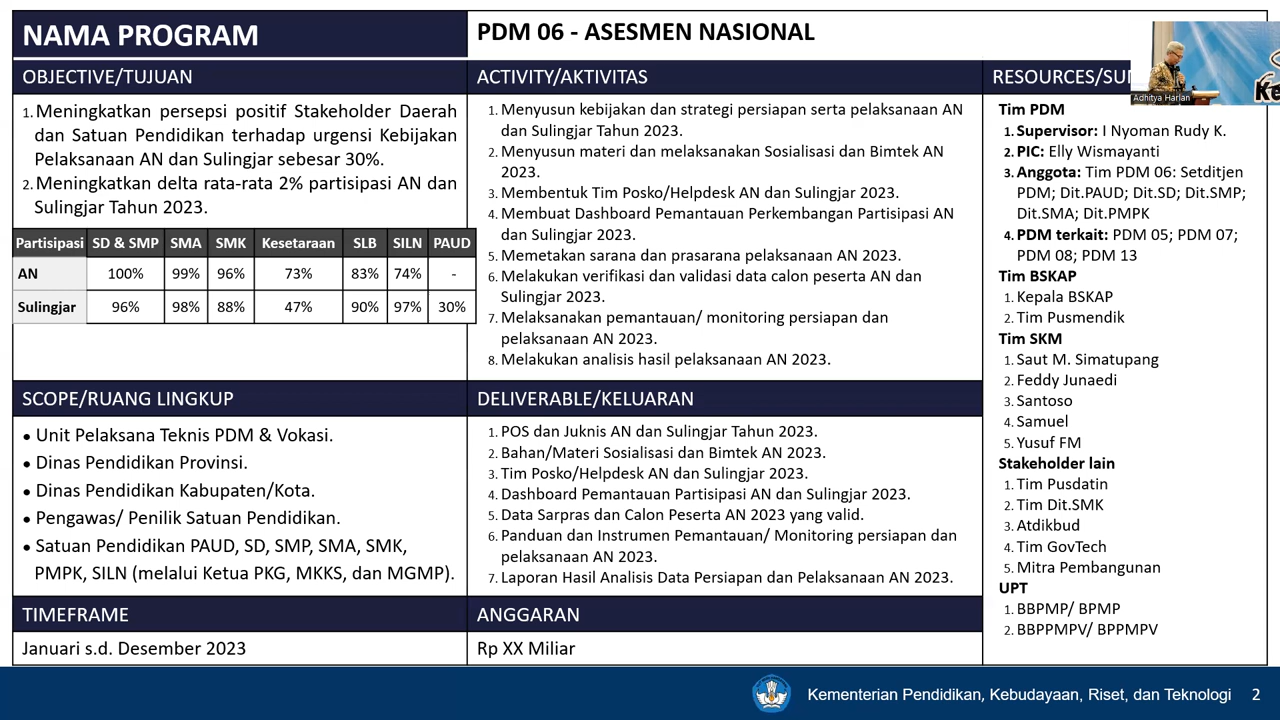 NAMA PROGRAM
PDM 06 - ASESMEN NASIONAL
OBJECTIVE/TUJUAN
1. Meningkatkan persepsi positif Stakeholder Daerah
dan Satuan Pendidikan terhadap urgensi Kebijakan
Pelaksanaan AN dan Sulingjar sebesar 30%.
2. Meningkatkan delta rata-rata 2% partisipasi AN dan
Sulingjar Tahun 2023.
Partisipasi SD & SMP SMA SMK Kesetaraan SLB SILN PAUD
AN 100% 99% 96% 73% 83% 74% -
Sulingjar 96% 98% 88% 47% 90% 97% 30%
ACTIVITY/AKTIVITAS
1. Menyusun kebijakan dan strategi persiapan serta pelaksanaan AN
dan Sulingjar Tahun 2023.
2. Menyusun materi dan melaksanakan Sosialisasi dan Bimtek AN
2023.
3. Membentuk Tim Posko/Helpdesk AN dan Sulingjar 2023.
4. Membuat Dashboard Pemantauan Perkembangan Partisipasi AN
dan Sulingjar 2023.
5. Memetakan sarana dan prasarana pelaksanaan AN 2023.
6. Melakukan verifikasi dan validasi data calon peserta AN dan
Sulingjar 2023.
7. Melaksanakan pemantauan/ monitoring persiapan dan
pelaksanaan AN 2023.
8. Melakukan analisis hasil pelaksanaan AN 2023.
RESOURCES/SU
Adhitya Harlan
Ke
Tim PDM
1. Supervisor: I Nyoman Rudy K.
2. PIC: Elly Wismayanti
3. Anggota: Tim PDM 06: Setditjen
PDM; Dit.PAUD; Dit.SD; Dit.SMP;
Dit.SMA; Dit.PMPK
4. PDM terkait: PDM 05; PDM 07;
PDM 08; PDM 13
Tim BSKAP
1. Kepala BSKAP
2. Tim Pusmendik
Tim SKM
1. Saut M. Simatupang
2. Feddy Junaedi
3. Santoso
4. Samuel
5. Yusuf FM
Stakeholder lain
1. Tim Pusdatin
2. Tim Dit.SMK
3. Atdikbud
4. Tim GovTech
5. Mitra Pembangunan
UPT
1. BBPMP/ BPMP
2. BBPPMPV/ BPPMPV
SCOPE/RUANG LINGKUP
• Unit Pelaksana Teknis PDM & Vokasi.
• Dinas Pendidikan Provinsi.
• Dinas Pendidikan Kabupaten/Kota.
• Pengawas/ Penilik Satuan Pendidikan.
• Satuan Pendidikan PAUD, SD, SMP, SMA, SMK,
PMPK, SILN (melalui Ketua PKG, MKKS, dan MGMP).
DELIVERABLE/KELUARAN
1. POS dan Juknis AN dan Sulingjar Tahun 2023.
2. Bahan/Materi Sosialisasi dan Bimtek AN 2023.
3. Tim Posko/Helpdesk AN dan Sulingjar 2023.
4. Dashboard Pemantauan Partisipasi AN dan Sulingjar 2023.
5. Data Sarpras dan Calon Peserta AN 2023 yang valid.
6. Panduan dan Instrumen Pemantauan/ Monitoring persiapan dan
pelaksanaan AN 2023.
7. Laporan Hasil Analisis Data Persiapan dan Pelaksanaan AN 2023.
TIMEFRAME
Januari s.d. Desember 2023
ANGGARAN
Rp XX Miliar
Kementerian Pendidikan, Kebudayaan, Riset, dan Teknologi 2